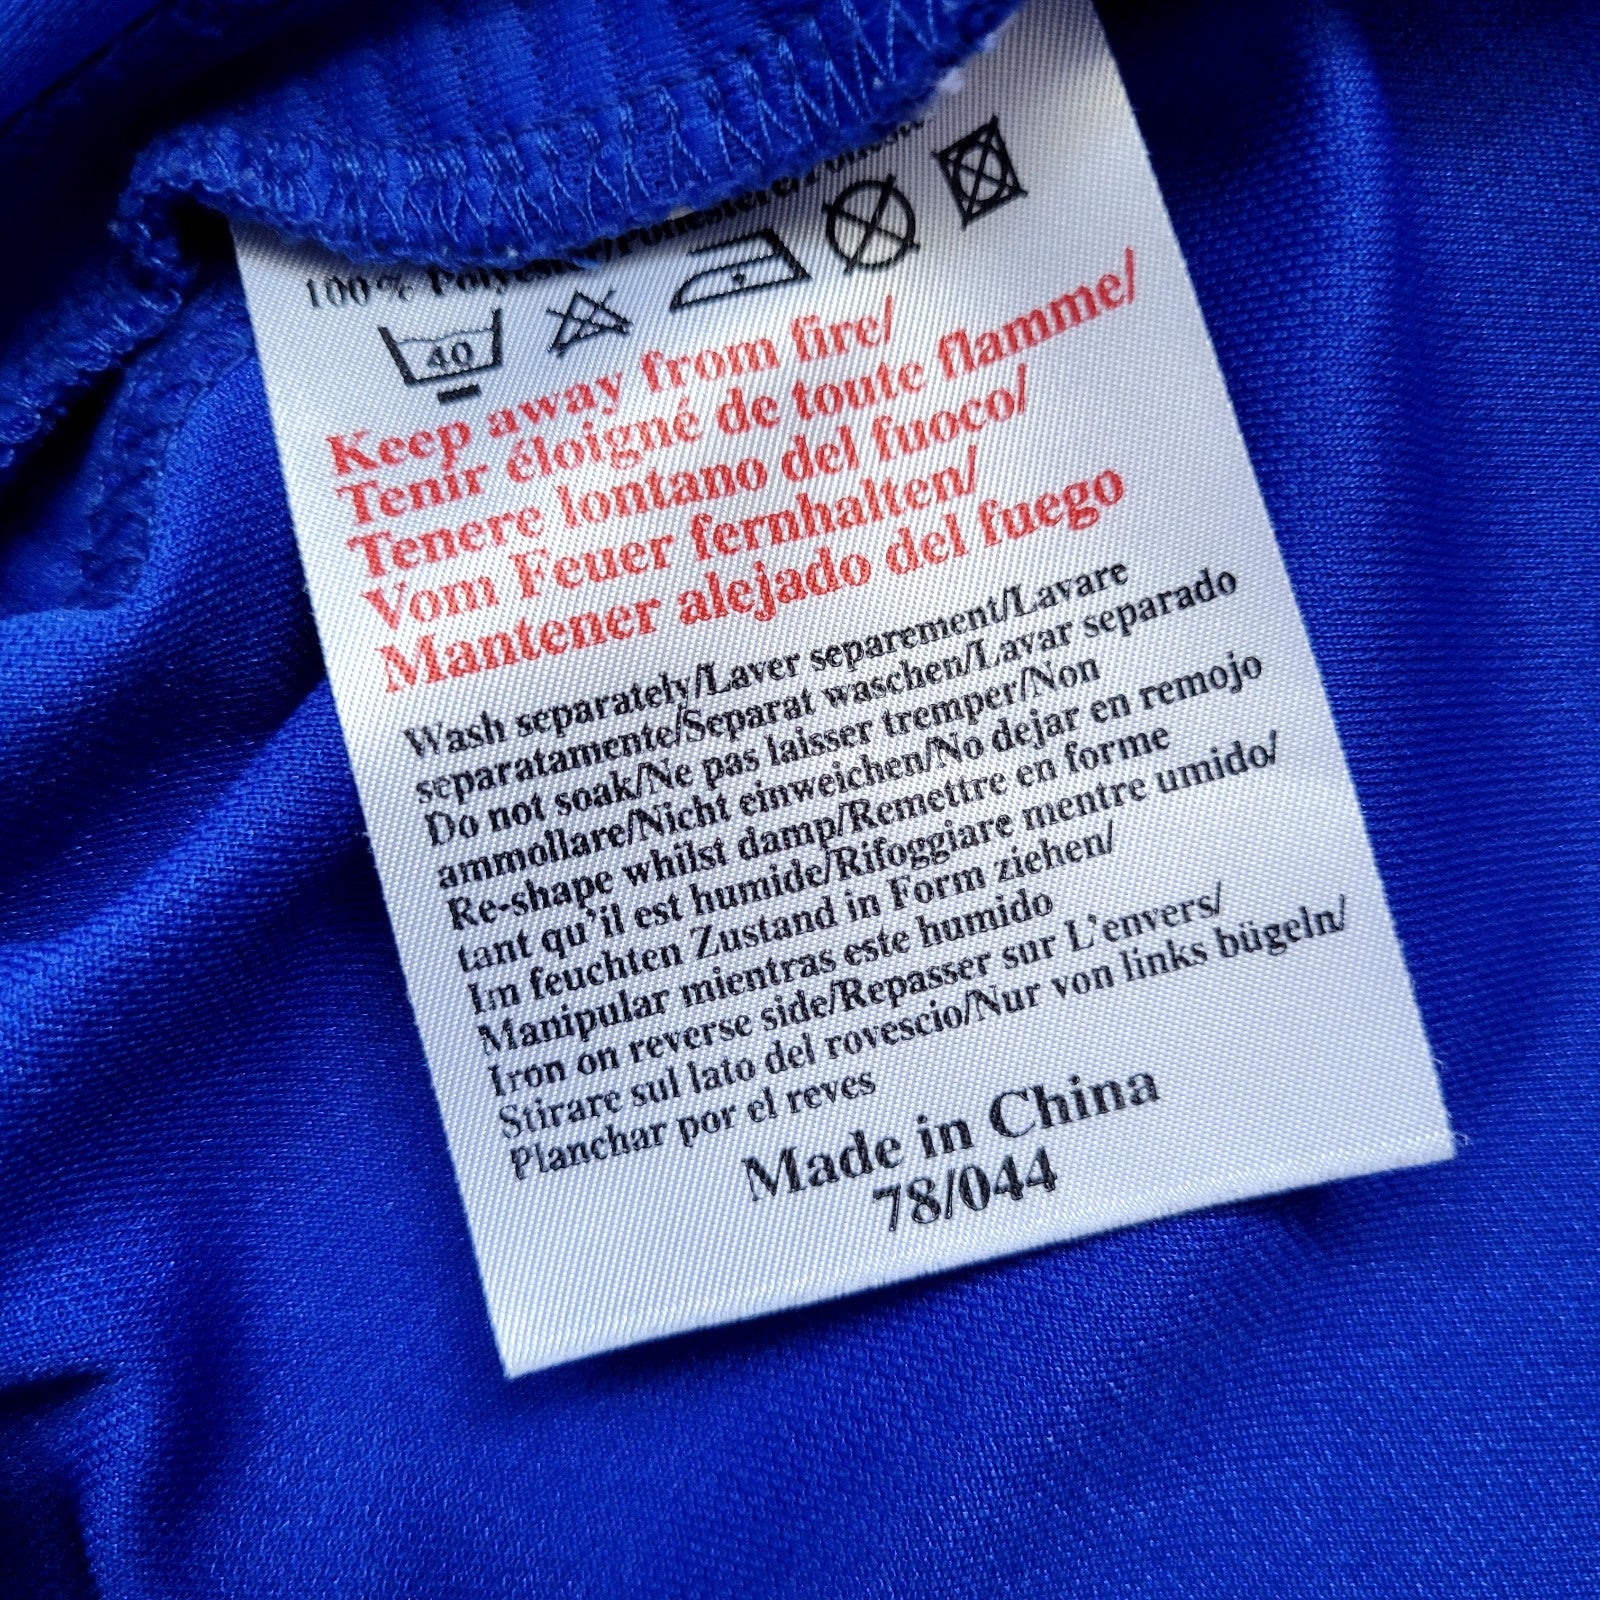 100% Polyester/Poliestere/
40
Keep away from fire/
Tenir éloigné de toute flamme/
Tenere lontano del fuoco/
Vom Feuer fernhalten/
Mantener alejado del fuego
Wash separately/Laver separement/Lavare
separatamente/Separat waschen/Lavar separado
Do not soak/Ne pas laisser tremper/Non
ammollare/Nicht einweichen/No dejar en remojo
Re-shape whilst damp/Remettre en forme
tant qu'il est humide/Rifoggiare mentre umido/
Im feuchten Zustand in Form ziehen/
Manipular mientras este humido
Iron on reverse side/Repasser sur L'envers/
Stirare sul lato del rovescio/Nur von links bügeln/
Planchar por el reves
Made in China
78/044